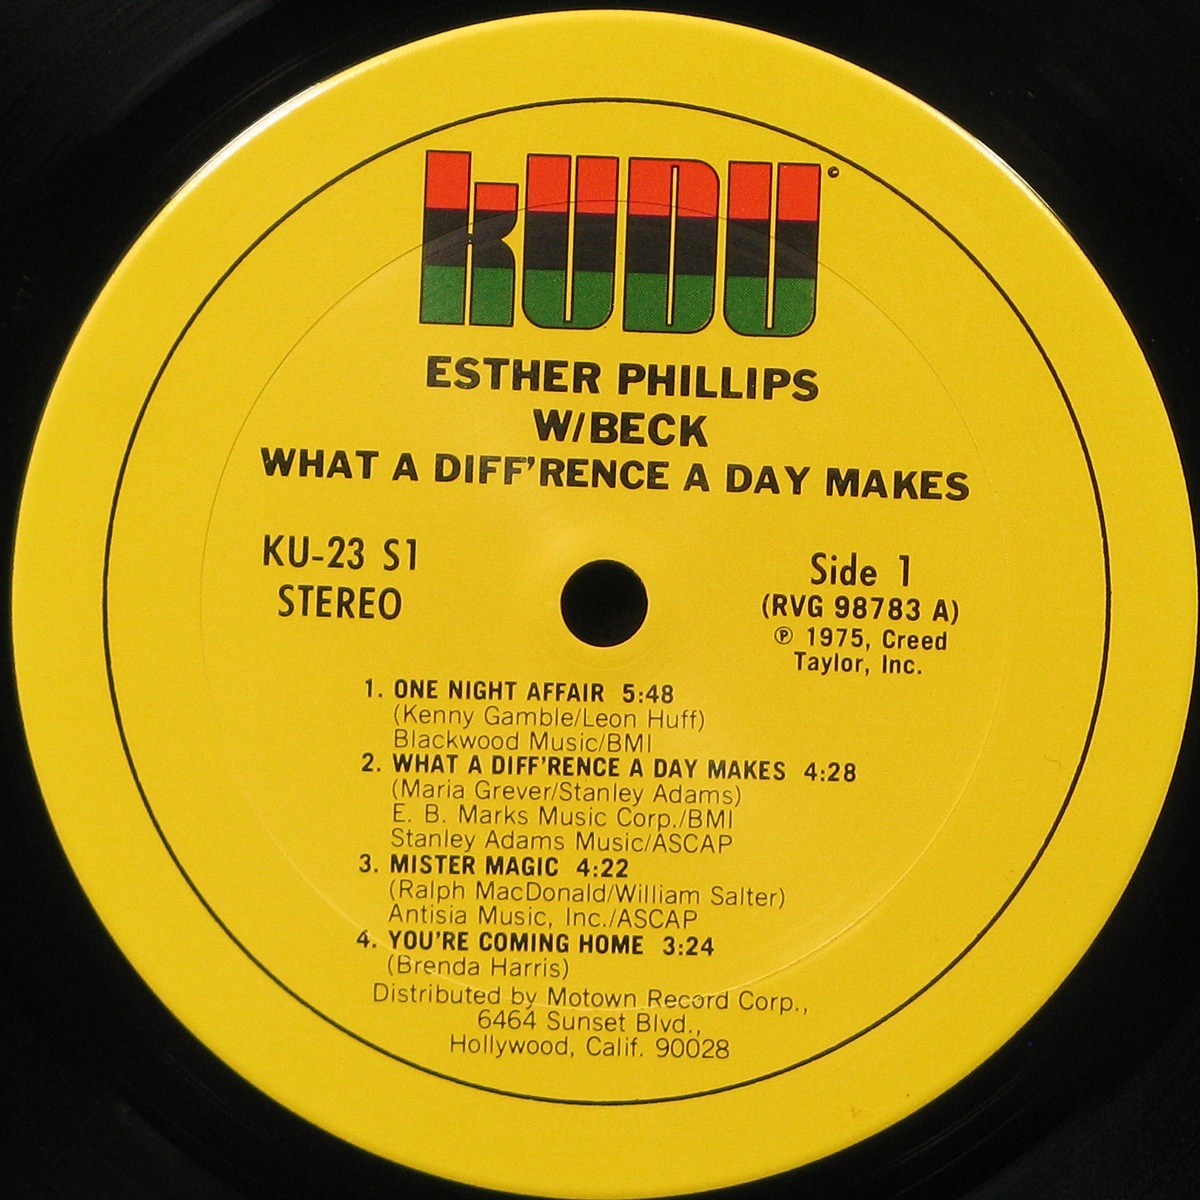 KUDU©
ESTHER PHILLIPS
W/BECK
WHAT A DIFF'RENCE A DAY MAKES
KU-23 S1
STEREO
Side 1
(RVG 98783 A)
℗ 1975, Creed
Taylor, Inc.
1. ONE NIGHT AFFAIR 5:48
(Kenny Gamble/Leon Huff)
Blackwood Music/BMI
2. WHAT A DIFF'RENCE A DAY MAKES 4:28
(Maria Grever/Stanley Adams)
E. B. Marks Music Corp./BMI
Stanley Adams Music/ASCAP
3. MISTER MAGIC 4:22
(Ralph MacDonald/William Salter)
Antisia Music, Inc./ASCAP
4. YOU'RE COMING HOME 3:24
(Brenda Harris)
Distributed by Motown Record Corp.,
6464 Sunset Blvd.,
Hollywood, Calif. 90028